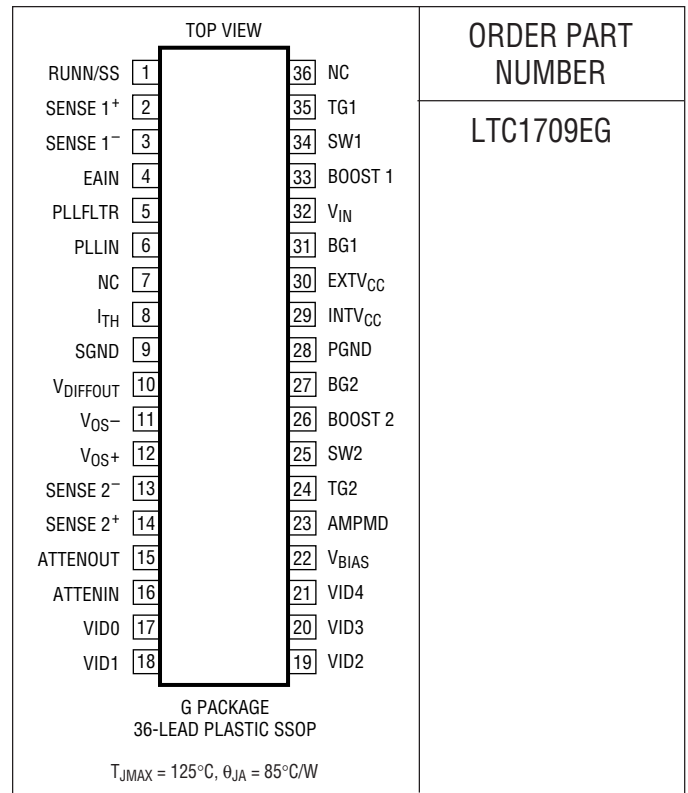 TOP VIEW
ORDER PART
NUMBER
LTC1709EG
RUNN/SS 1
SENSE 1+ 2
SENSE 1– 3
EAIN 4
PLLFLTR 5
PLLIN 6
NC 7
ITH 8
SGND 9
VDIFFOUT 10
VOS– 11
VOS+ 12
SENSE 2– 13
SENSE 2+ 14
ATTENOUT 15
ATTENIN 16
VID0 17
VID1 18
36 NC
35 TG1
34 SW1
33 BOOST 1
32 VIN
31 BG1
30 EXTVCC
29 INTVCC
28 PGND
27 BG2
26 BOOST 2
25 SW2
24 TG2
23 AMPMD
22 VBIAS
21 VID4
20 VID3
19 VID2
G PACKAGE
36-LEAD PLASTIC SSOP
TJMAX = 125°C, θJA = 85°C/W